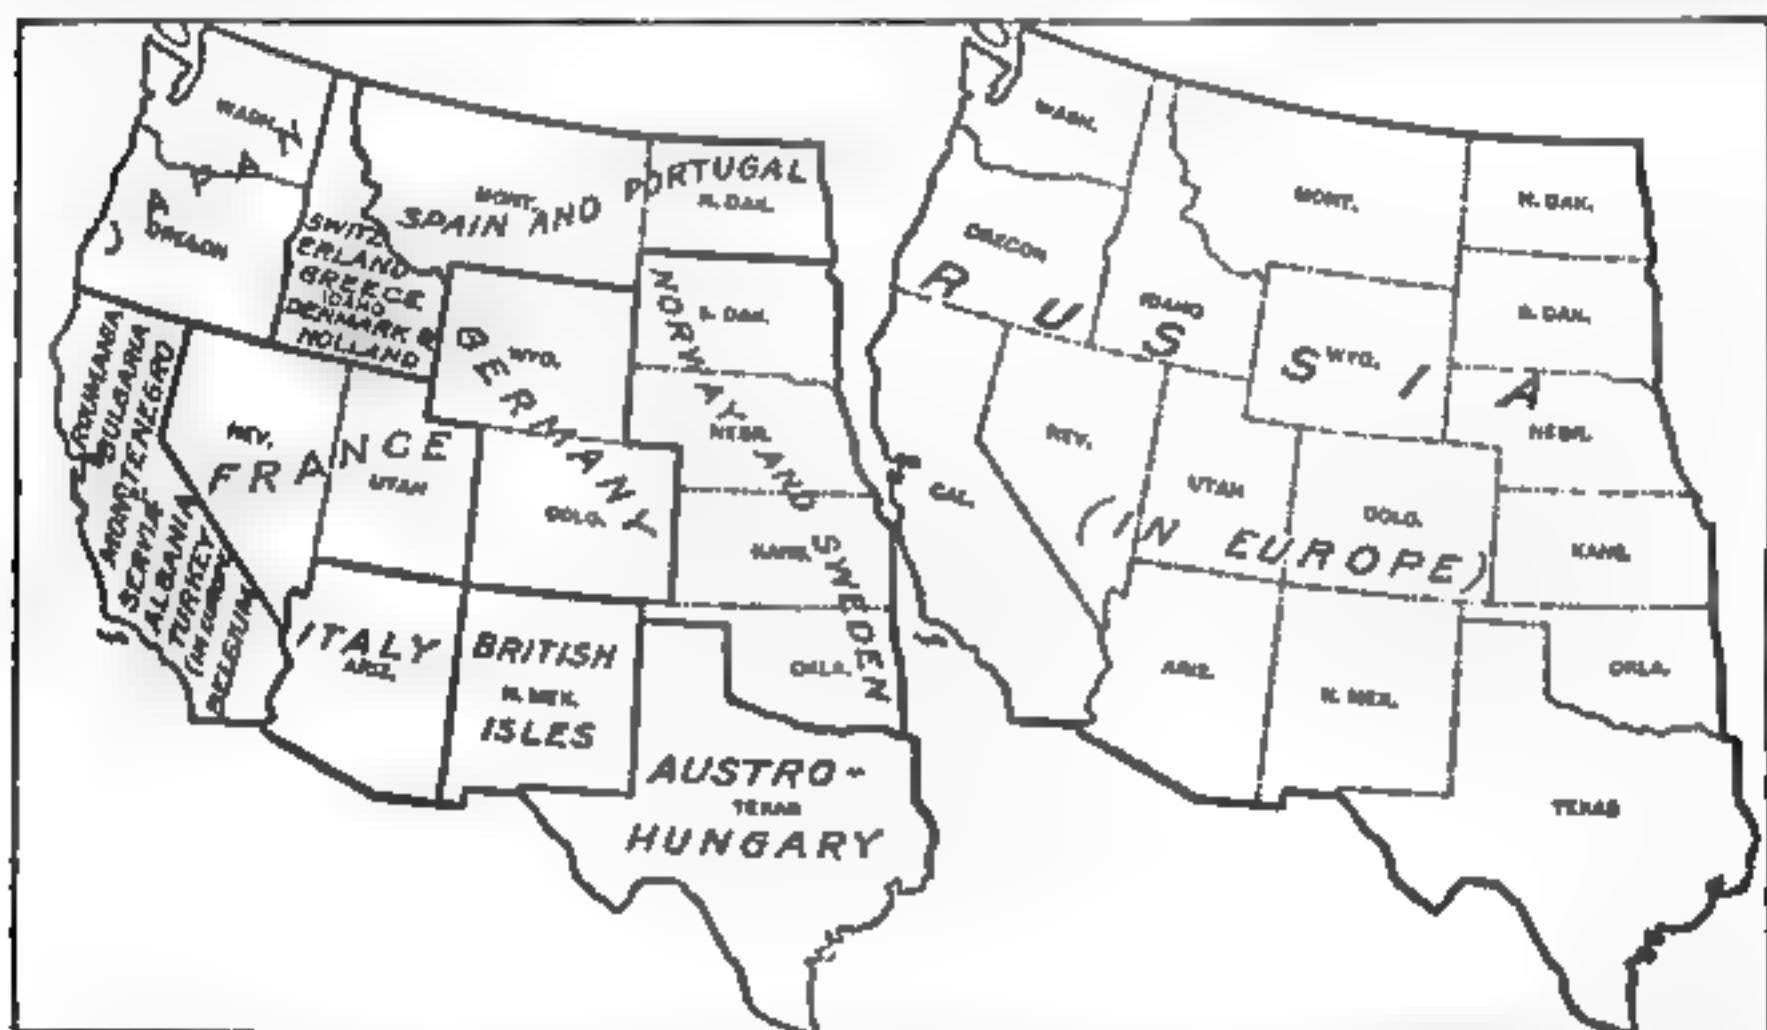 WASH.
JAPAN
OREGON
MONT.
SPAIN AND PORTUGAL
N. DAK.
SWITZ
ERLAND
GREECE
IDAHO
DENMARK &
HOLLAND
GERMANY
WYO.
NORWAY AND SWEDEN
S. DAK.
NEBR.
KANS.
OKLA.
ROUMANIA
BULGARIA
MONTENEGRO
SERVIA
ALBANIA
TURKEY
(IN EUROPE)
BELGIUM
NEV.
FRANCE
UTAH
COLO.
ITALY
ARIZ.
BRITISH
N. MEX.
ISLES
AUSTRO-
TEXAS
HUNGARY
WASH.
MONT.
N. DAK.
OREGON
RUSSIA
IDAHO
WYO.
S. DAK.
NEBR.
NEV.
CAL.
UTAH
COLO.
(IN EUROPE)
KANS.
ARIZ.
N. MEX.
OKLA.
TEXAS